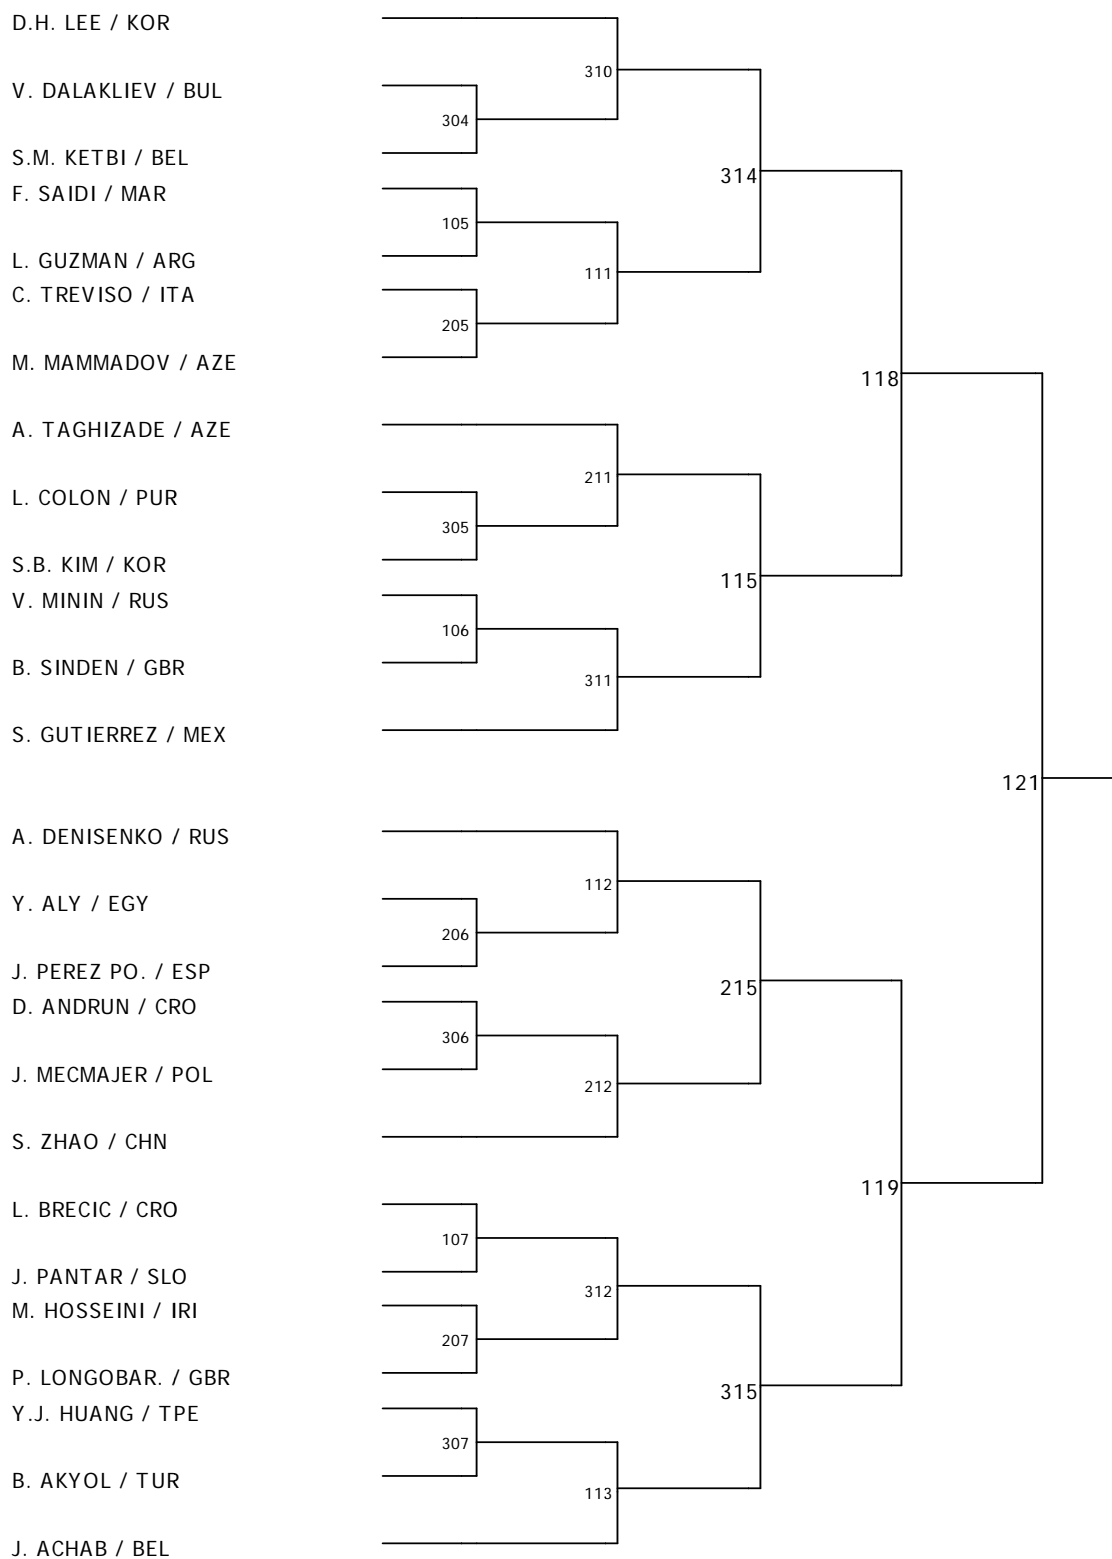 D.H. LEE / KOR
310
V. DALAKLIEV / BUL
304
S.M. KETBI / BEL
314
F. SAIDI / MAR
105
L. GUZMAN / ARG
111
C. TREVISO / ITA
205
M. MAMMADOV / AZE
118
A. TAGHIZADE / AZE
211
L. COLON / PUR
305
S.B. KIM / KOR
115
V. MININ / RUS
106
B. SINDEN / GBR
311
S. GUTIERREZ / MEX
121
A. DENISENKO / RUS
112
Y. ALY / EGY
206
J. PEREZ PO. / ESP
215
D. ANDRUN / CRO
306
J. MECMAJER / POL
212
S. ZHAO / CHN
119
L. BRECIC / CRO
107
J. PANTAR / SLO
312
M. HOSSEINI / IRI
207
P. LONGOBAR. / GBR
315
Y.J. HUANG / TPE
307
B. AKYOL / TUR
113
J. ACHAB / BEL